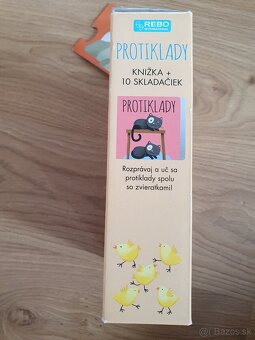 REBO
PROTIKLADY
KNIŽKA +
10 SKLADAČIEK
PROTIKLADY
Rozprávaj a uč sa
protiklady spolu
so zvieratkami!
Bazos.sk